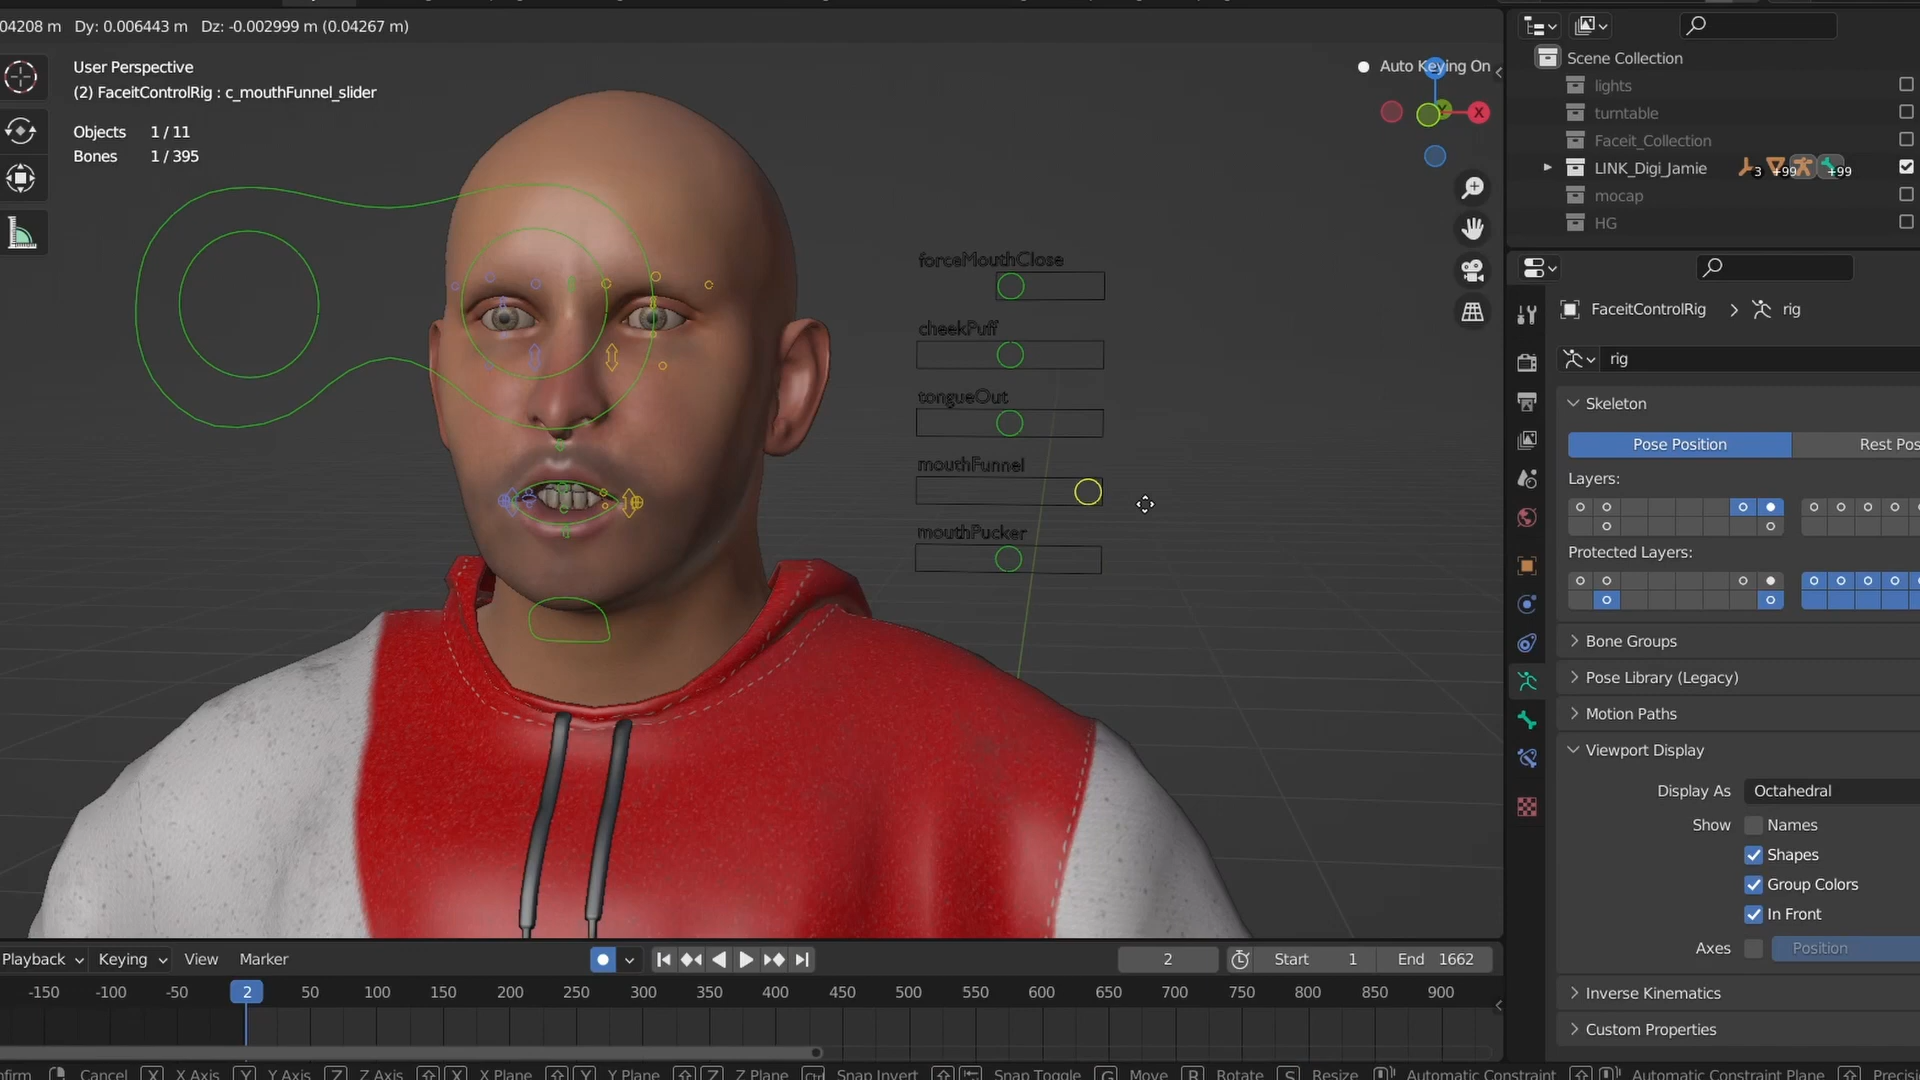 04208 m Dy: 0.006443 m Dz: -0.002999 m (0.04267 m)
User Perspective
(2) FaceitControlRig : c_mouthFunnel_slider
Objects 1 / 11
Bones 1 / 395
Auto Keying On
X
forceMouthClose
cheekPuff
tongueOut
mouthFunnel
mouthPucker
Scene Collection
lights
turntable
Faceit_Collection
LINK_Digi_Jamie 3 +99 +99
mocap
HG
FaceitControlRig > rig
rig
Skeleton
Pose Position Rest Pos
Layers:
Protected Layers:
Bone Groups
Pose Library (Legacy)
Motion Paths
Viewport Display
Display As Octahedral
Show Names
Shapes
Group Colors
In Front
Axes Position
Inverse Kinematics
Custom Properties
Playback Keying View Marker 2 Start 1 End 1662
-150 -100 -50 2 50 100 150 200 250 300 350 400 450 500 550 600 650 700 750 800 850 900
nfirm Cancel X X Axis Y Y Axis Z Z Axis X X Plane Y Y Plane Z Z Plane Ctrl Snap Invert Snap Toggle G Move R Rotate S Resize Automatic Constraint Automatic Constraint Plane Precisi